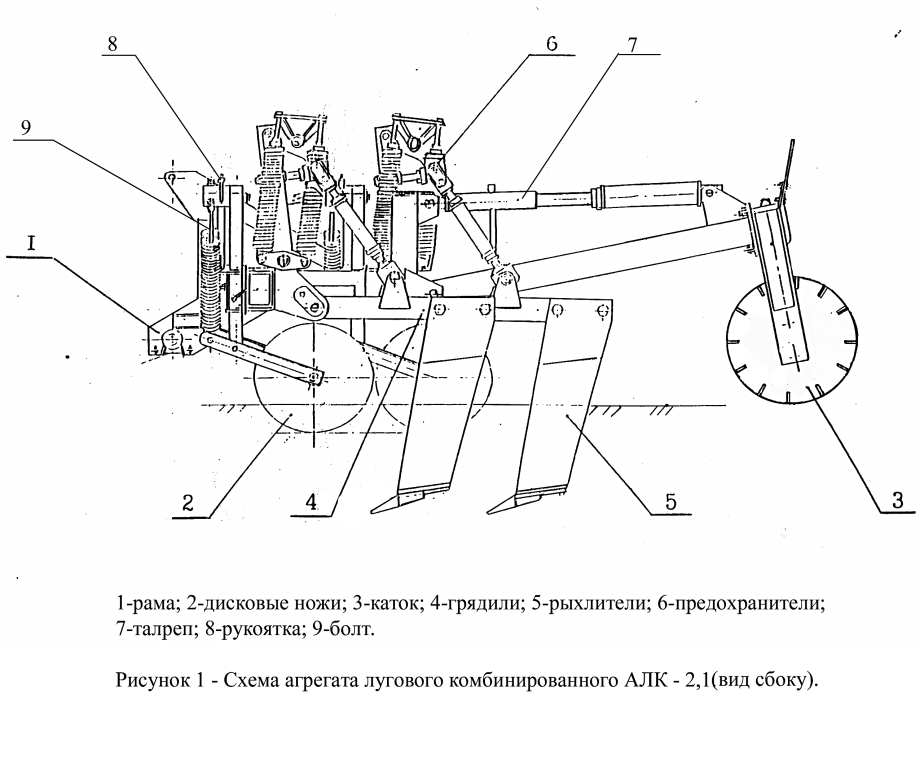 8
6
7
9
I
2
4
5
3
1-рама; 2-дисковые ножи; 3-каток; 4-грядили; 5-рыхлители; 6-предохранители;
7-талреп; 8-рукоятка; 9-болт.
Рисунок 1 - Схема агрегата лугового комбинированного АЛК - 2,1(вид сбоку).